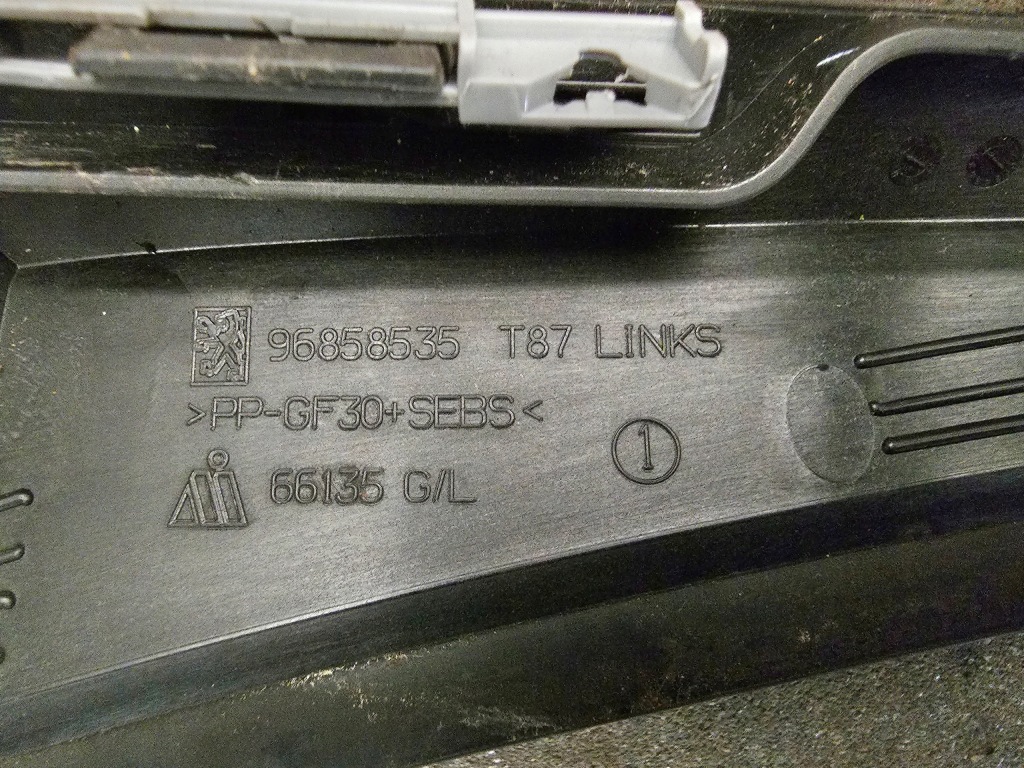 96858535 T87 LINKS
>PP-GF30+SEBS<
66135 G/L
1